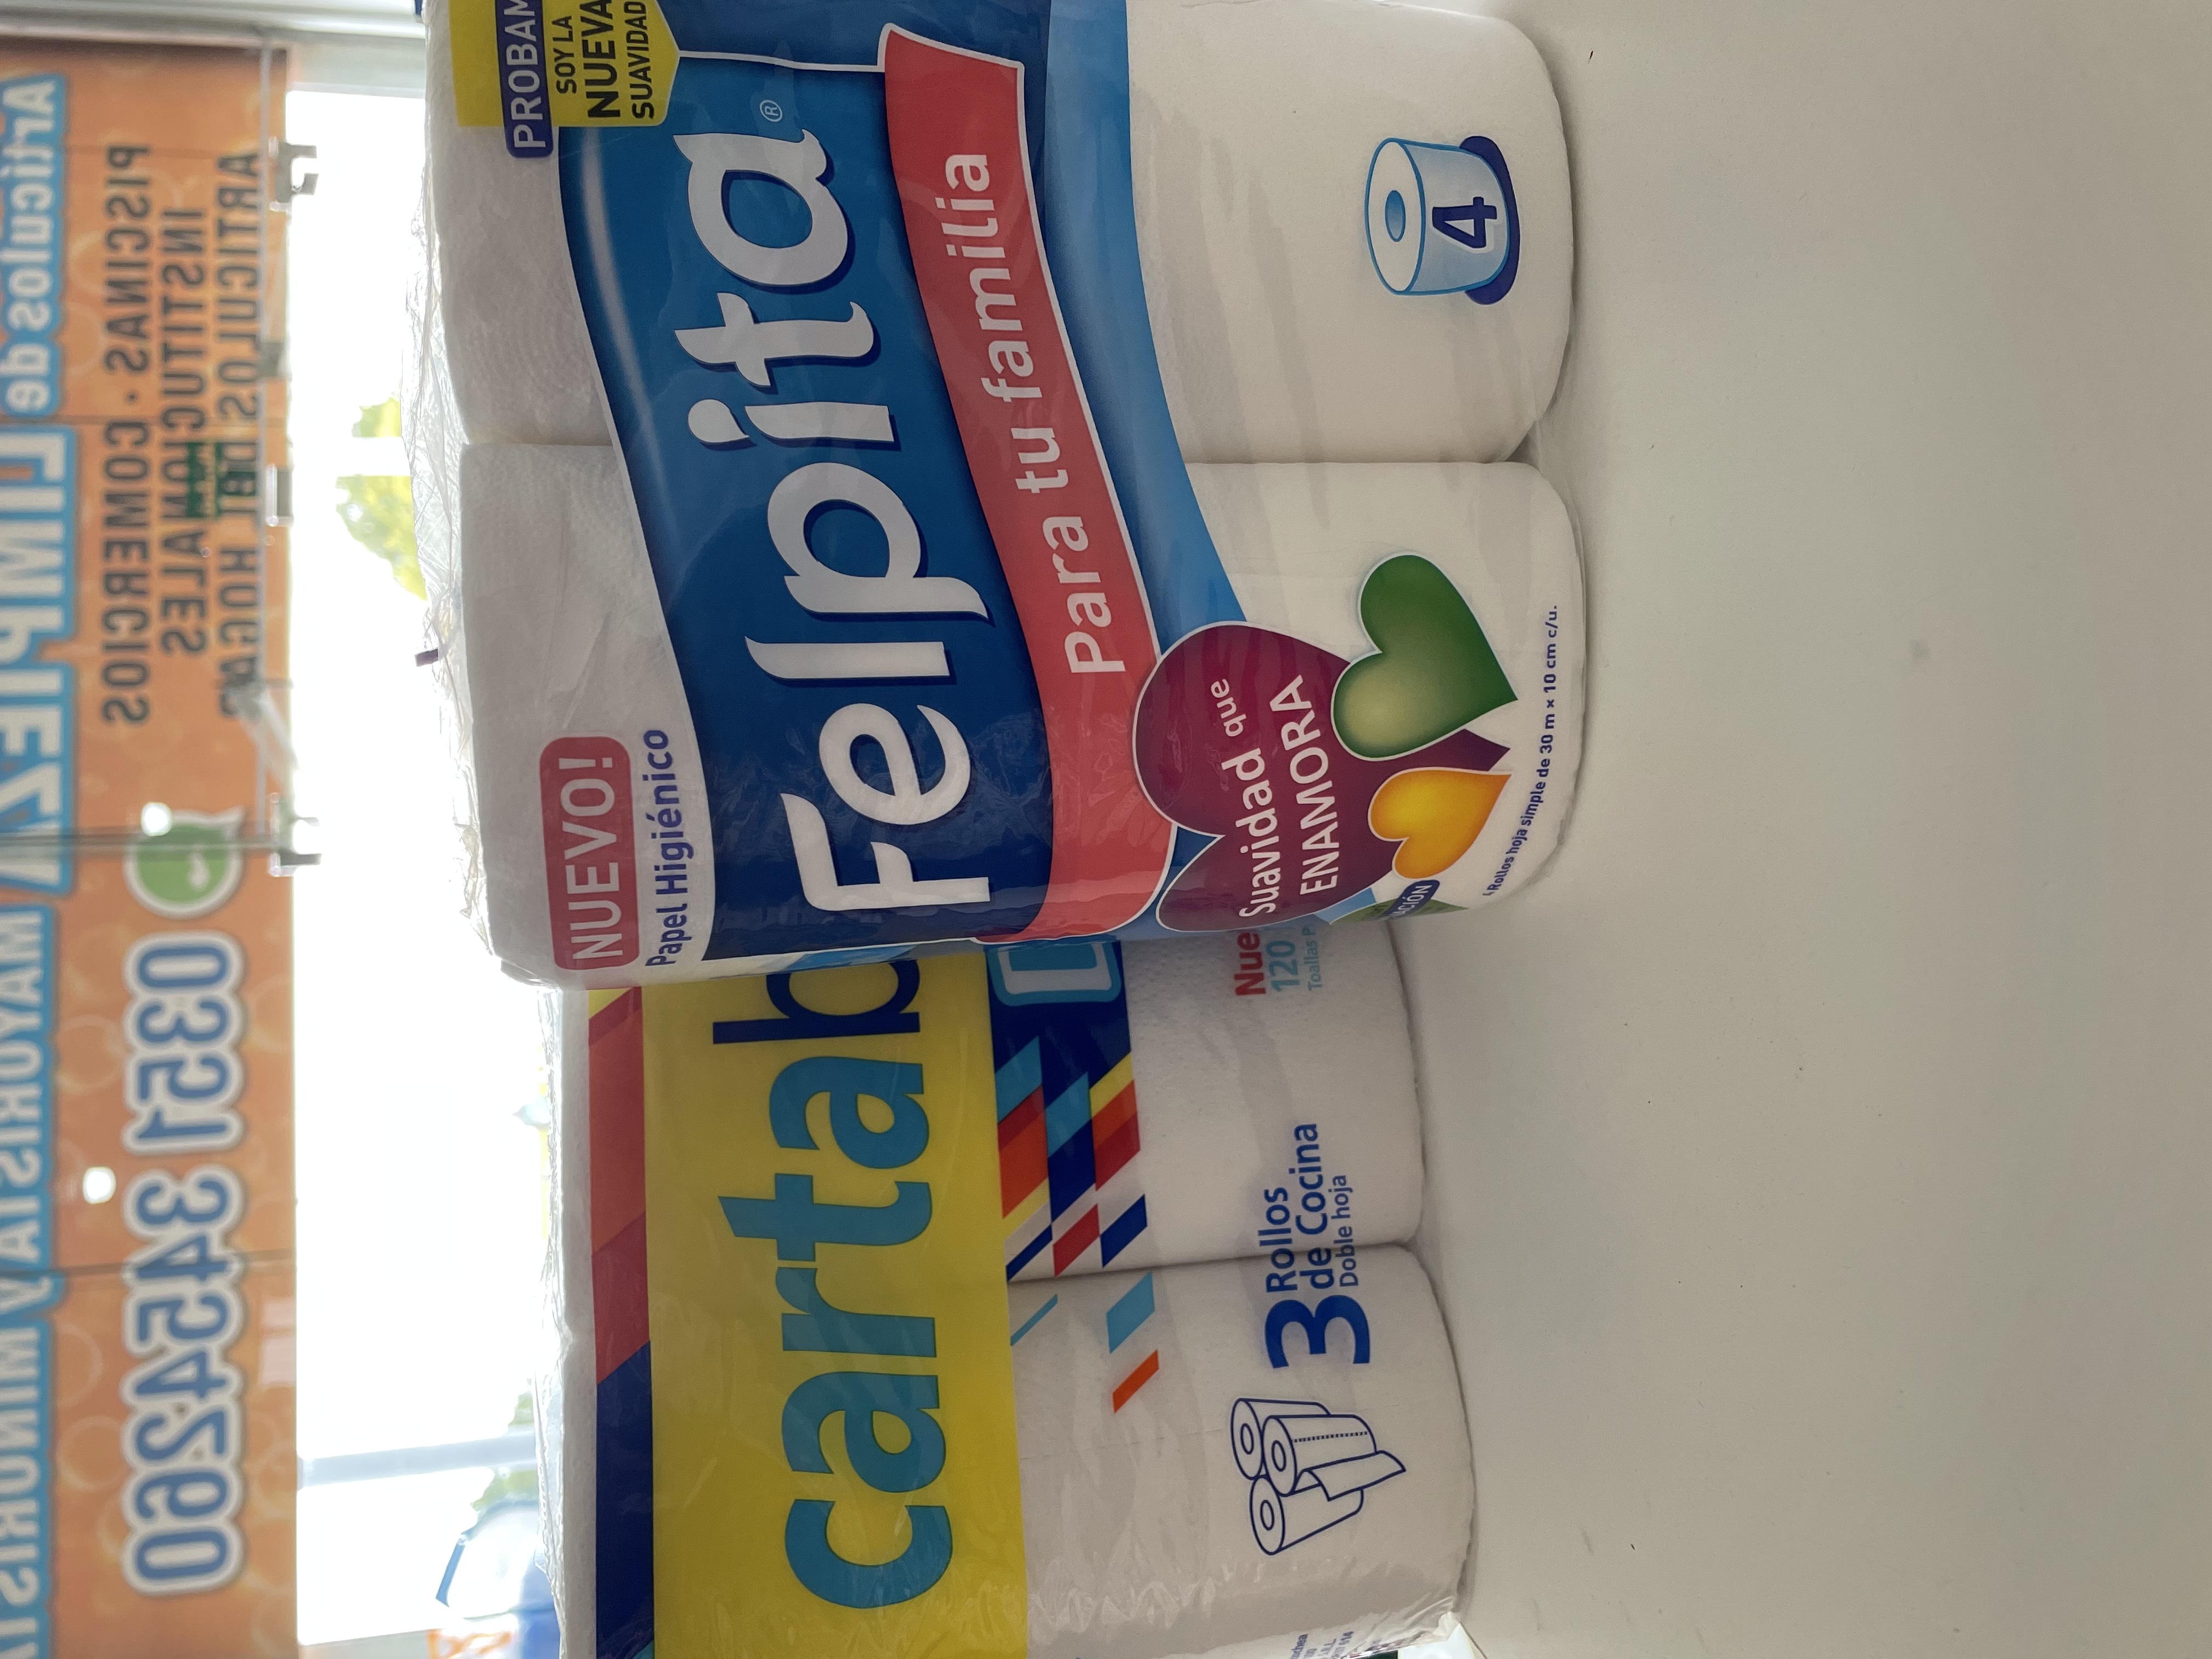 Artículos de LIMPIEZA MAYORISTA y MINORISTA
PISCINAS - COMERCIOS
INSTITUCIONALES
ARTICULOS DEL HOGAR
0351 3454260
cartab
3 Rollos
de Cocina
Doble hoja
Nue
120
Toallas P
NUEVO!
Papel Higiénico
PROBAM
SOY LA
NUEVA
SUAVIDAD
Felpita®
Para tu familia
Suavidad que
ENAMORA
4 Rollos hoja simple de 30 m x 10 cm c/u.
4